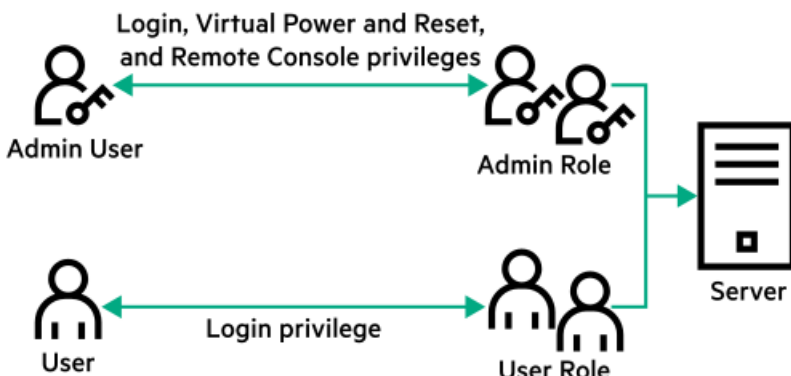 Login, Virtual Power and Reset,
and Remote Console privileges
Admin User
Admin Role
Server
Login privilege
User
User Role